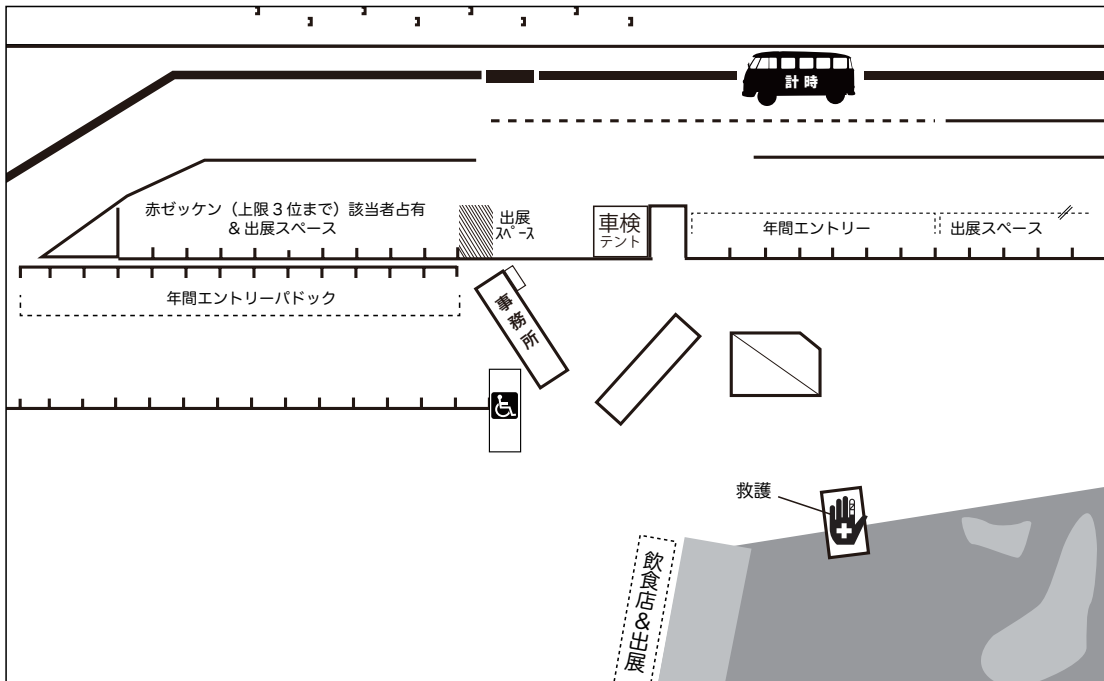 計時
赤ゼッケン（上限３位まで）該当者占有
＆出展スペース
出展
スペース
車検
テント
年間エントリー
出展スペース
年間エントリーパドック
事務所
救護
飲食店＆出展